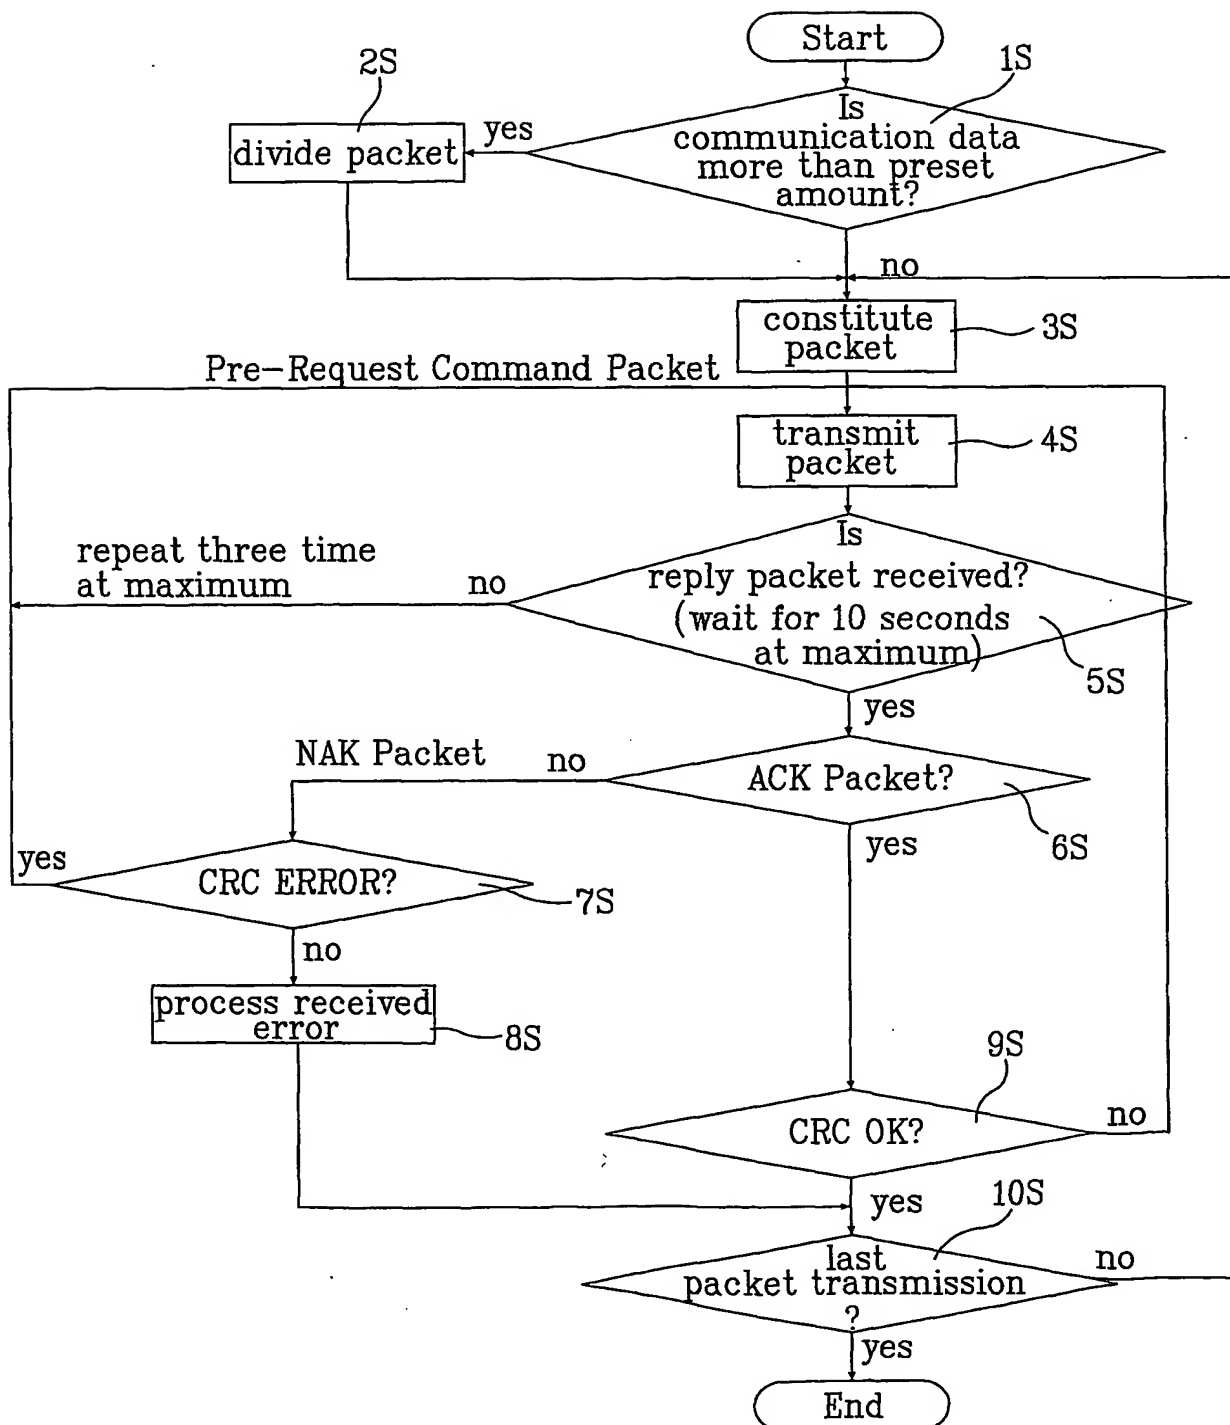 Start
1S
2S
Is
communication data
more than preset
amount?
yes
divide packet
no
constitute
packet
3S
Pre-Request Command Packet
transmit
packet
4S
Is
reply packet received?
(wait for 10 seconds
at maximum)
repeat three time
at maximum
no
5S
yes
NAK Packet
no
ACK Packet?
6S
yes
yes
CRC ERROR?
7S
no
process received
error
8S
9S
CRC OK?
no
yes
10S
last
packet transmission
?
no
yes
End